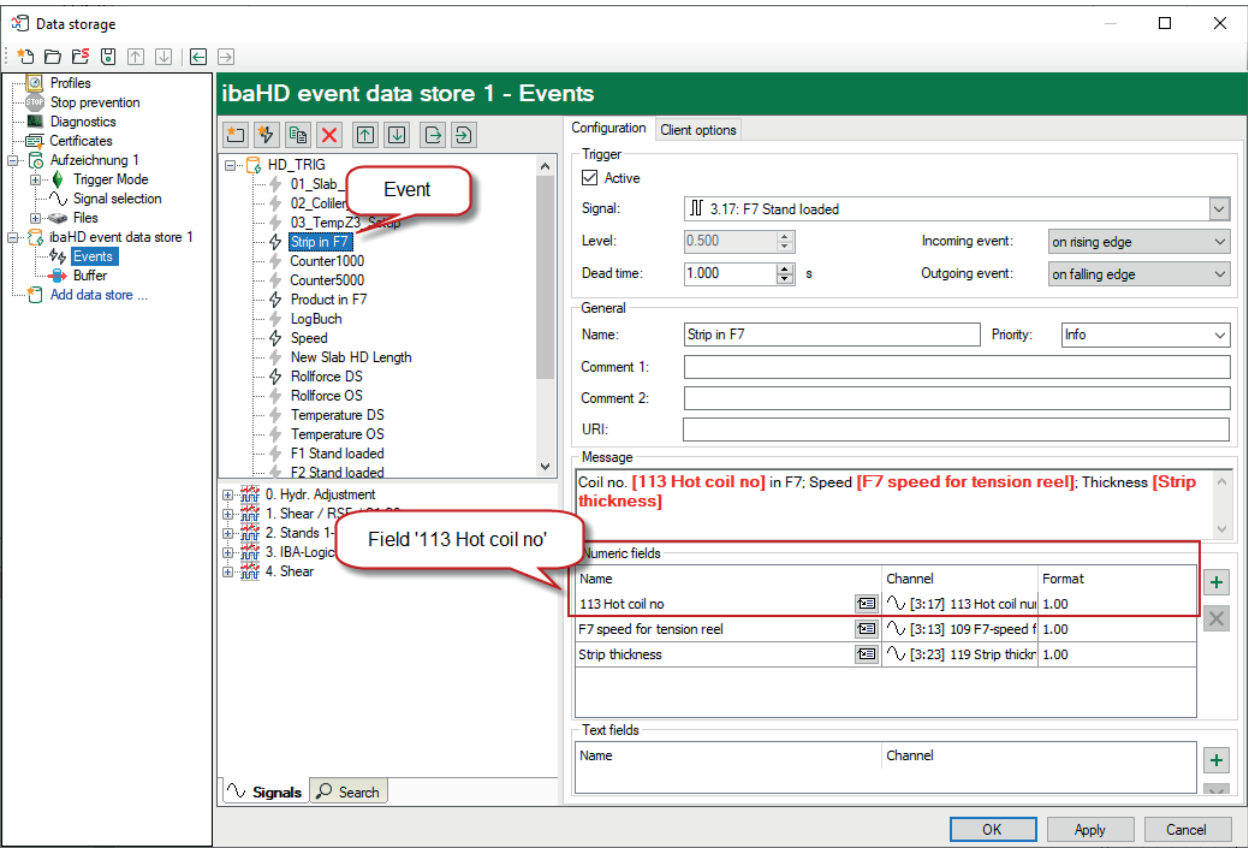 Data storage
Profiles
Stop prevention
Diagnostics
Certificates
Aufzeichnung 1
Trigger Mode
Signal selection
Files
ibaHD event data store 1
Events
Buffer
Add data store ...
ibaHD event data store 1 - Events
HD_TRIG
01_Slab_
02_Coiler
03_TempZ3_Setup
Event
Strip in F7
Counter1000
Counter5000
Product in F7
LogBuch
Speed
New Slab HD Length
Rollforce DS
Rollforce OS
Temperature DS
Temperature OS
F1 Stand loaded
F2 Stand loaded
0. Hydr. Adjustment
1. Shear / RSF /
2. Stands 1-
3. IBA-Logic
4. Shear
Field '113 Hot coil no'
Signals Search
Configuration Client options
Trigger
Active
Signal: 3.17: F7 Stand loaded
Level: 0.500 Incoming event: on rising edge
Dead time: 1.000 s Outgoing event: on falling edge
General
Name: Strip in F7 Priority: Info
Comment 1:
Comment 2:
URI:
Message
Coil no. [113 Hot coil no] in F7; Speed [F7 speed for tension reel]; Thickness [Strip
thickness]
Numeric fields
Name Channel Format
113 Hot coil no [3:17] 113 Hot coil nu 1.00
F7 speed for tension reel [3:13] 109 F7-speed f 1.00
Strip thickness [3:23] 119 Strip thickr 1.00
Text fields
Name Channel
OK Apply Cancel